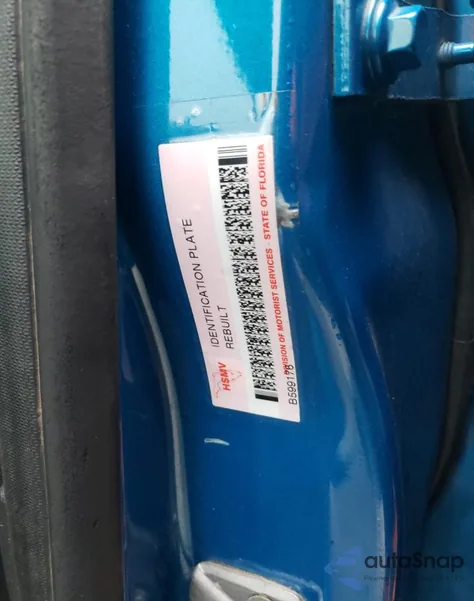 IDENTIFICATION PLATE
REBUILT
HSMV
DIVISION OF MOTORIST SERVICES - STATE OF FLORIDA
B599176
autoSnap